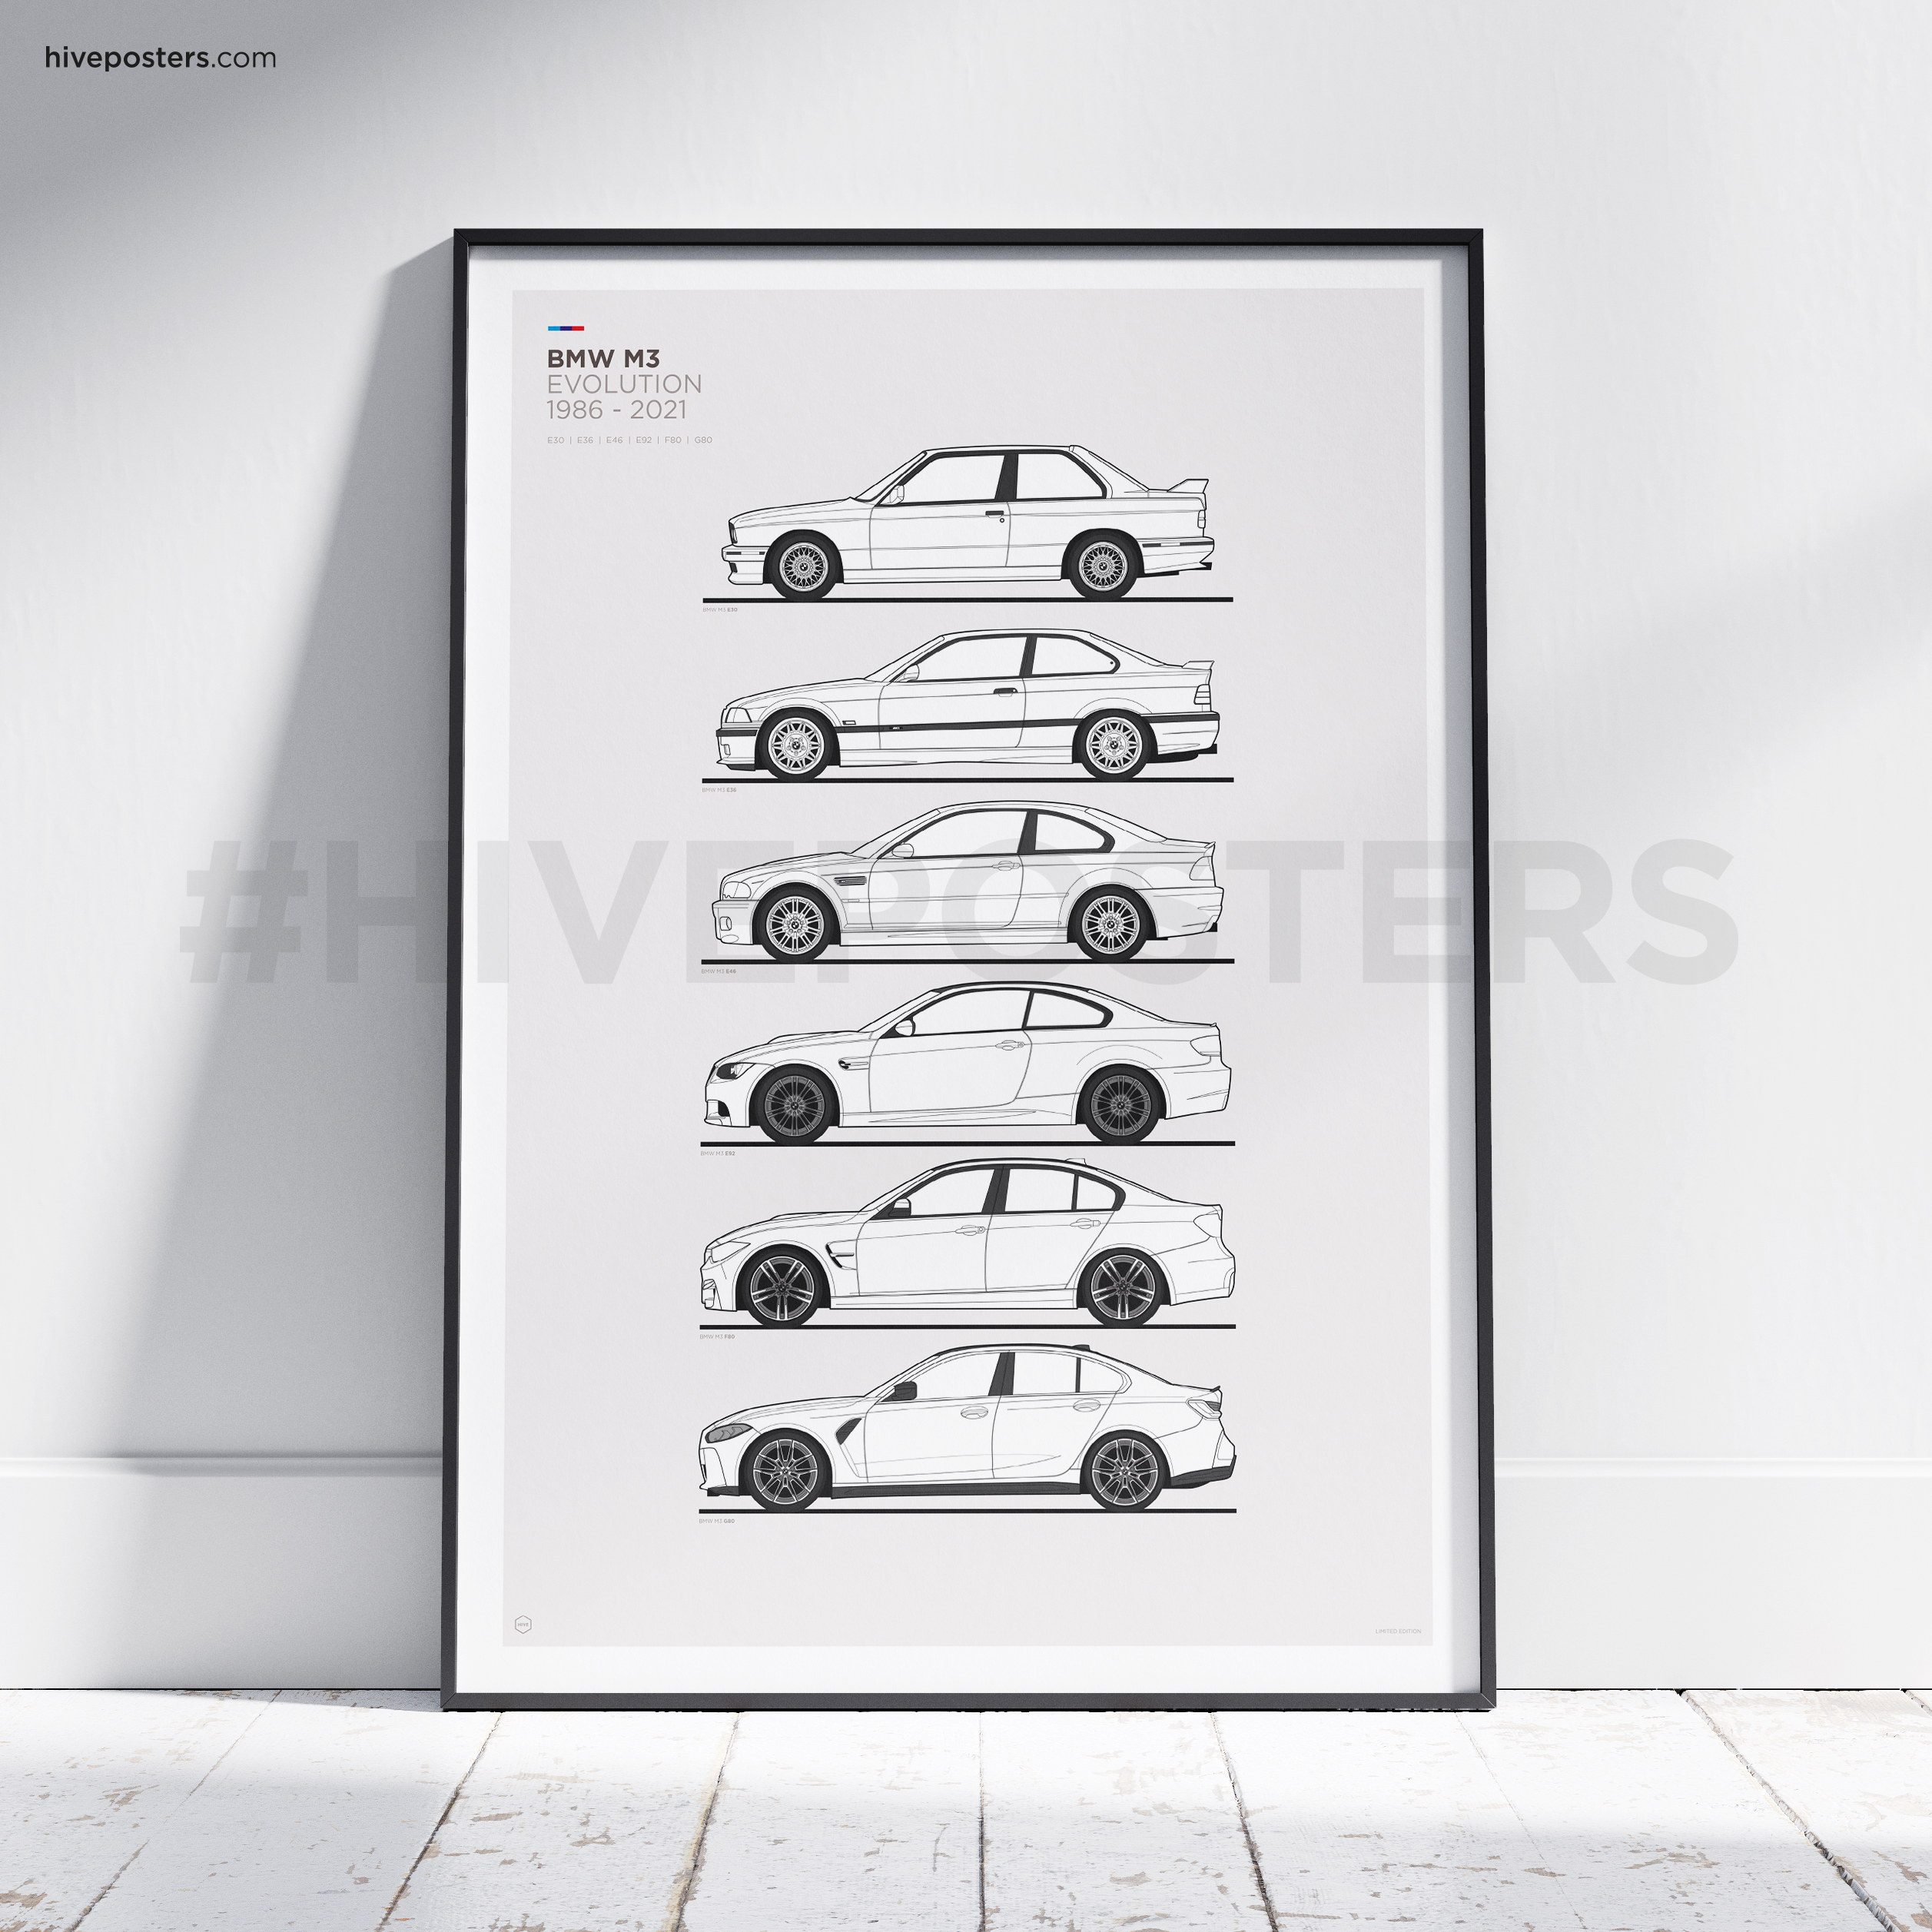 hiveposters.com
BMW M3
EVOLUTION
1986 - 2021
E30 | E36 | E46 | E92 | F80 | G80
BMW M3 E30
BMW M3 E36
#HIVEPOSTERS
BMW M3 E46
BMW M3 E92
BMW M3 F80
BMW M3 G80
HIVE
LIMITED EDITION